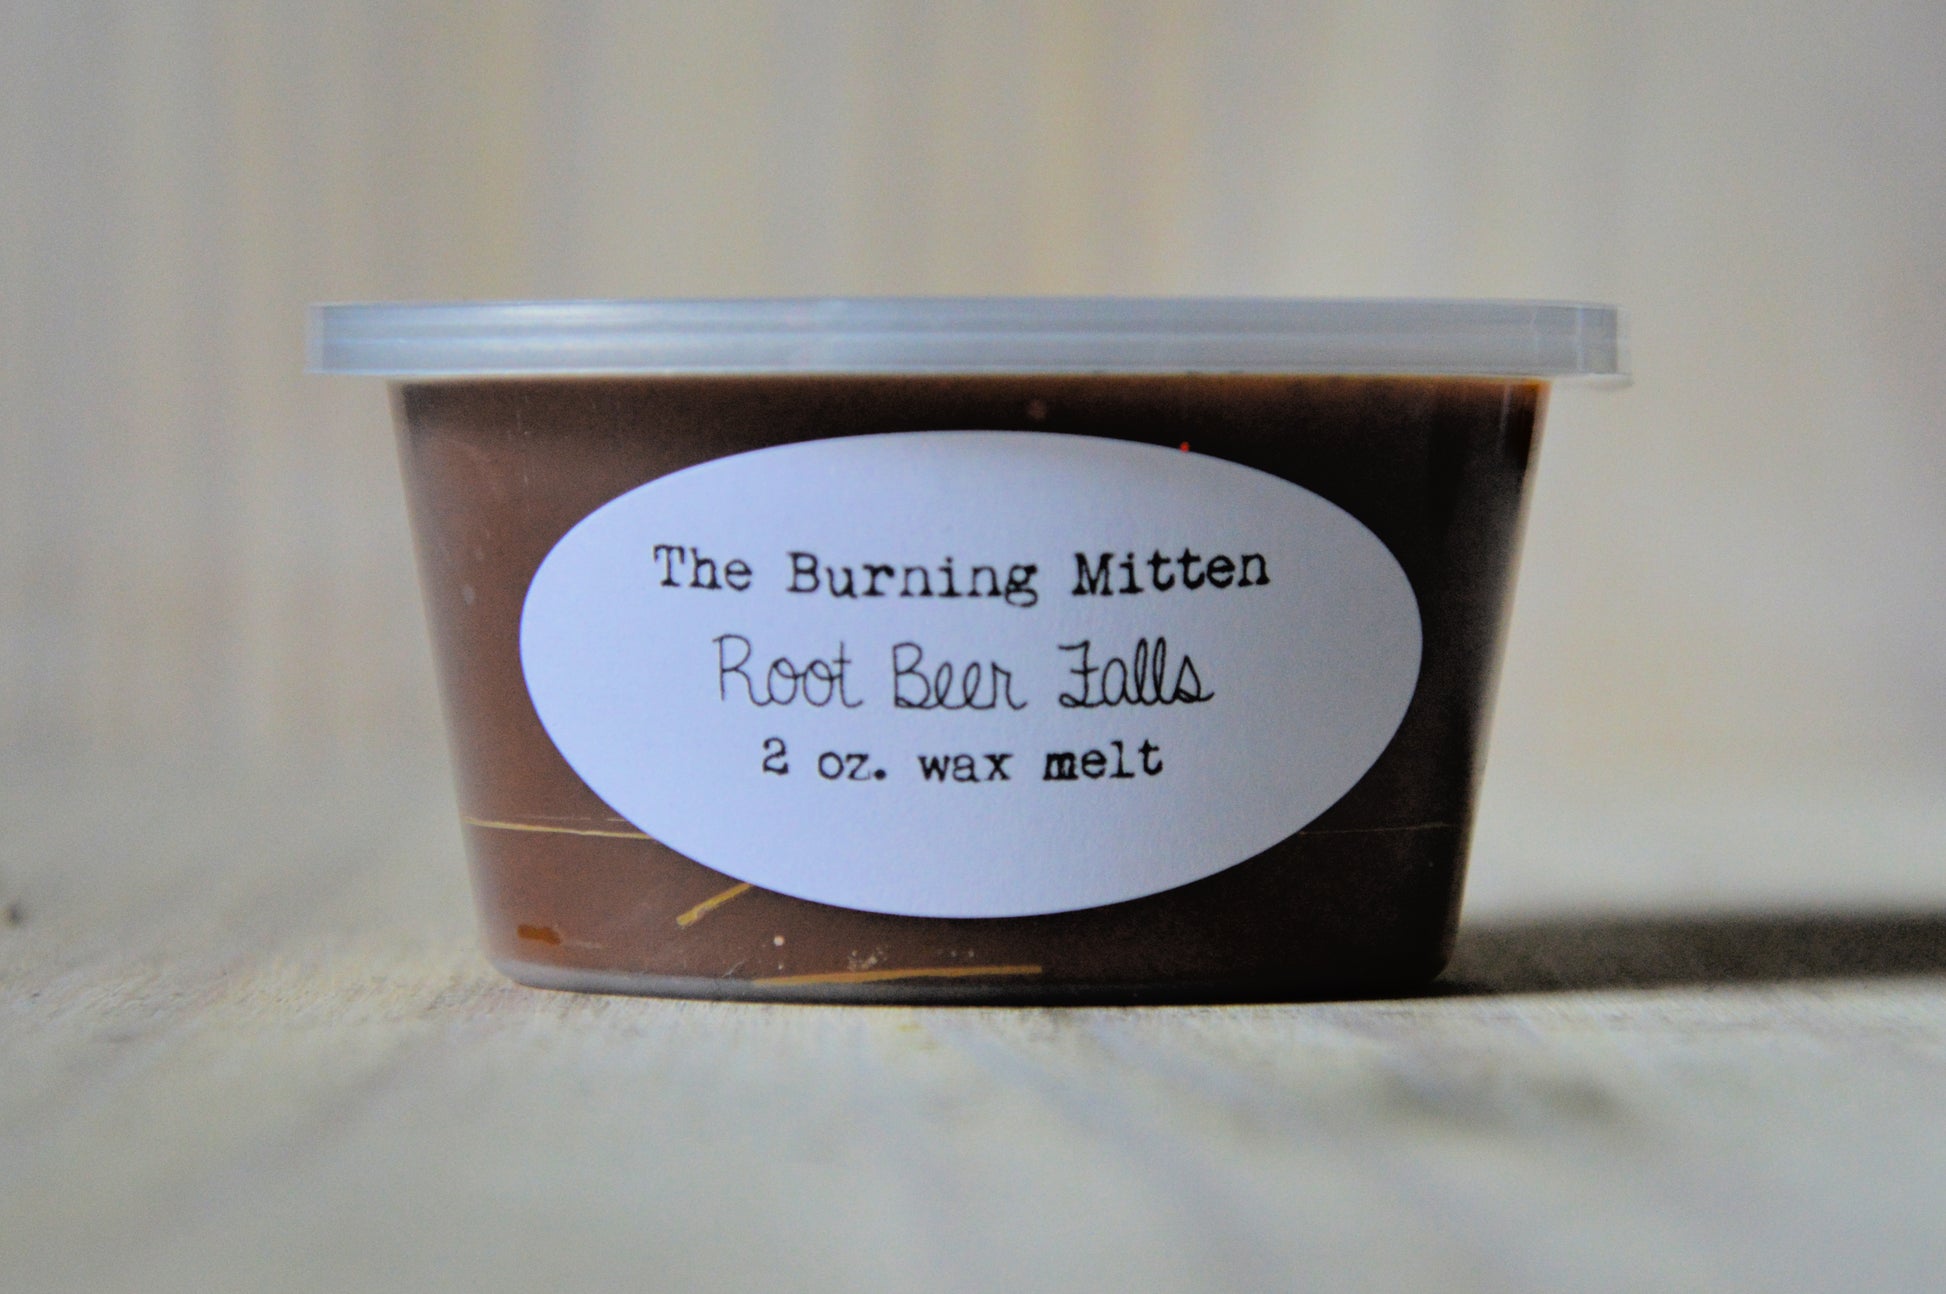 The Burning Mitten
Root Beer Falls
2 oz. wax melt